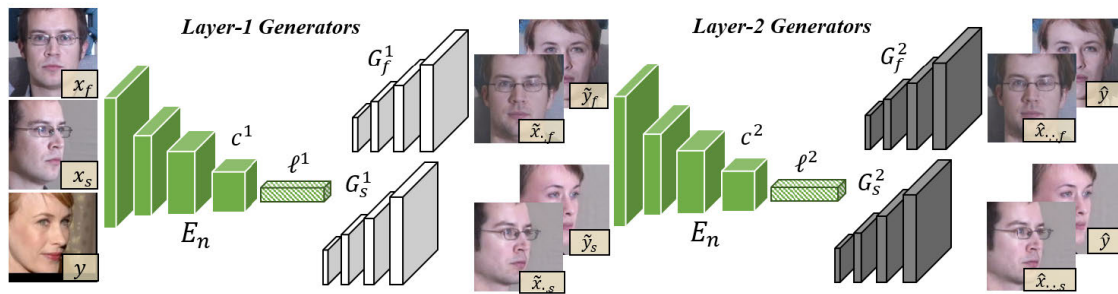 Layer-1 Generators
Layer-2 Generators
x_f
x_s
y
E_n
c^1
ℓ^1
G_f^1
G_s^1
ỹ_f
x̃_{·f}
ỹ_s
x̃_{·s}
E_n
c^2
ℓ^2
G_f^2
G_s^2
ŷ
x̂_{··f}
ŷ
x̂_{··s}